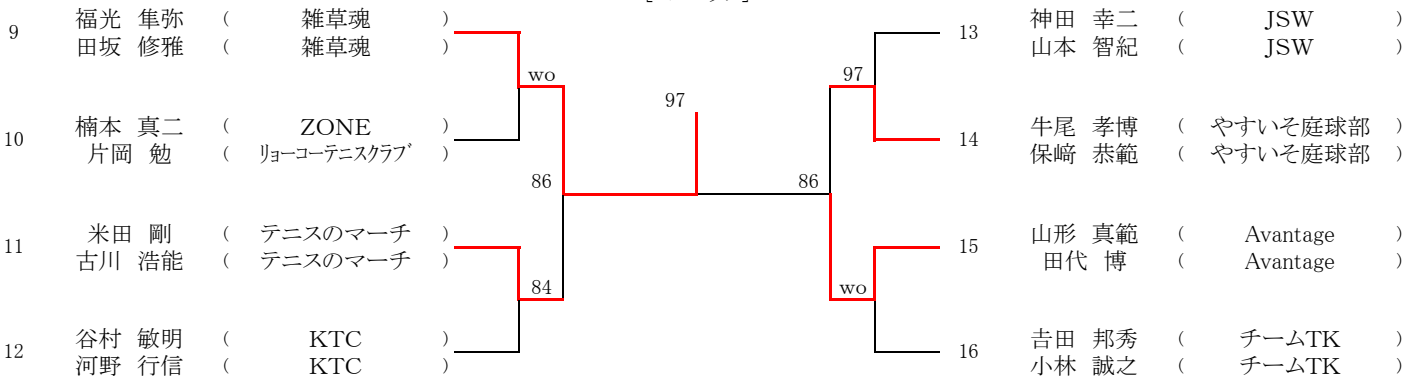 9 福光 隼弥 ( 雑草魂 )
田坂 修雅 ( 雑草魂 )
wo
10 楠本 真二 ( ZONE )
片岡 勉 ( ﾘｮｰｺｰﾃﾆｽｸﾗﾌﾞ )
86
11 米田 剛 ( テニスのマーチ )
古川 浩能 ( テニスのマーチ )
84
12 谷村 敏明 ( KTC )
河野 行信 ( KTC )
97
13 神田 幸二 ( JSW )
山本 智紀 ( JSW )
97
14 牛尾 孝博 ( やすいそ庭球部 )
保﨑 恭範 ( やすいそ庭球部 )
86
15 山形 真範 ( Avantage )
田代 博 ( Avantage )
wo
16 𠮷田 邦秀 ( チームTK )
小林 誠之 ( チームTK )